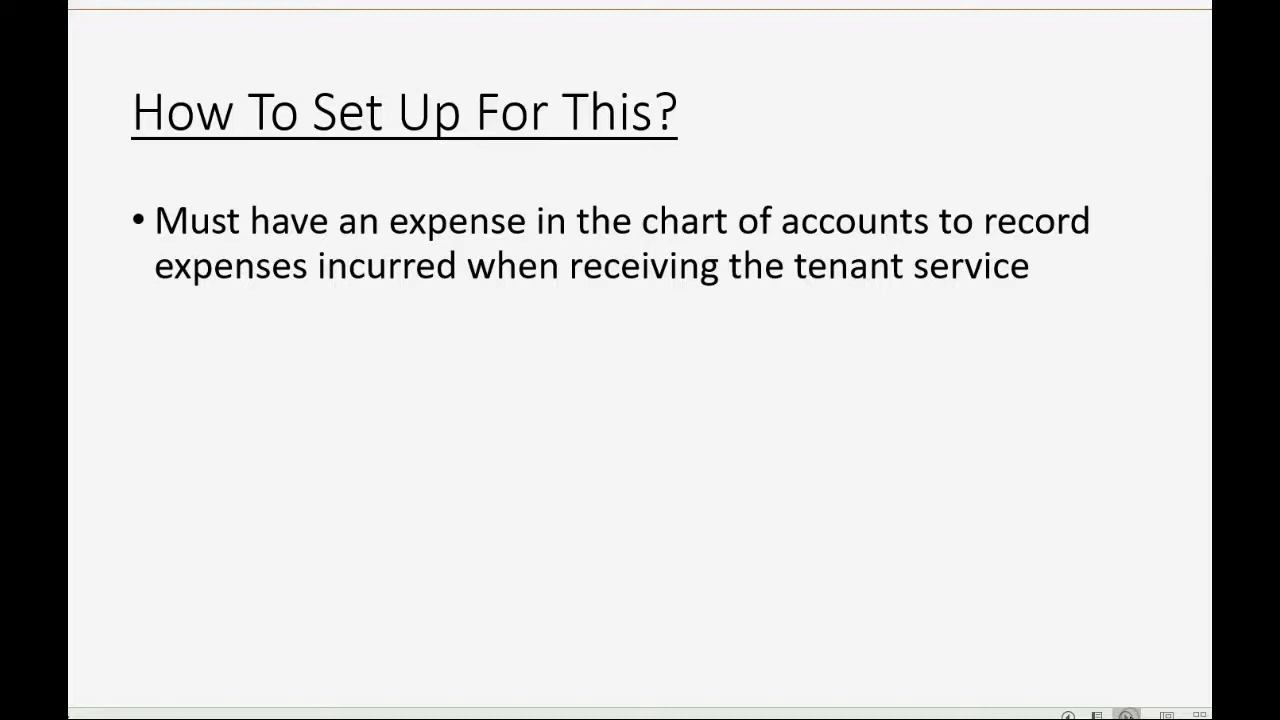 How To Set Up For This?
• Must have an expense in the chart of accounts to record
expenses incurred when receiving the tenant service